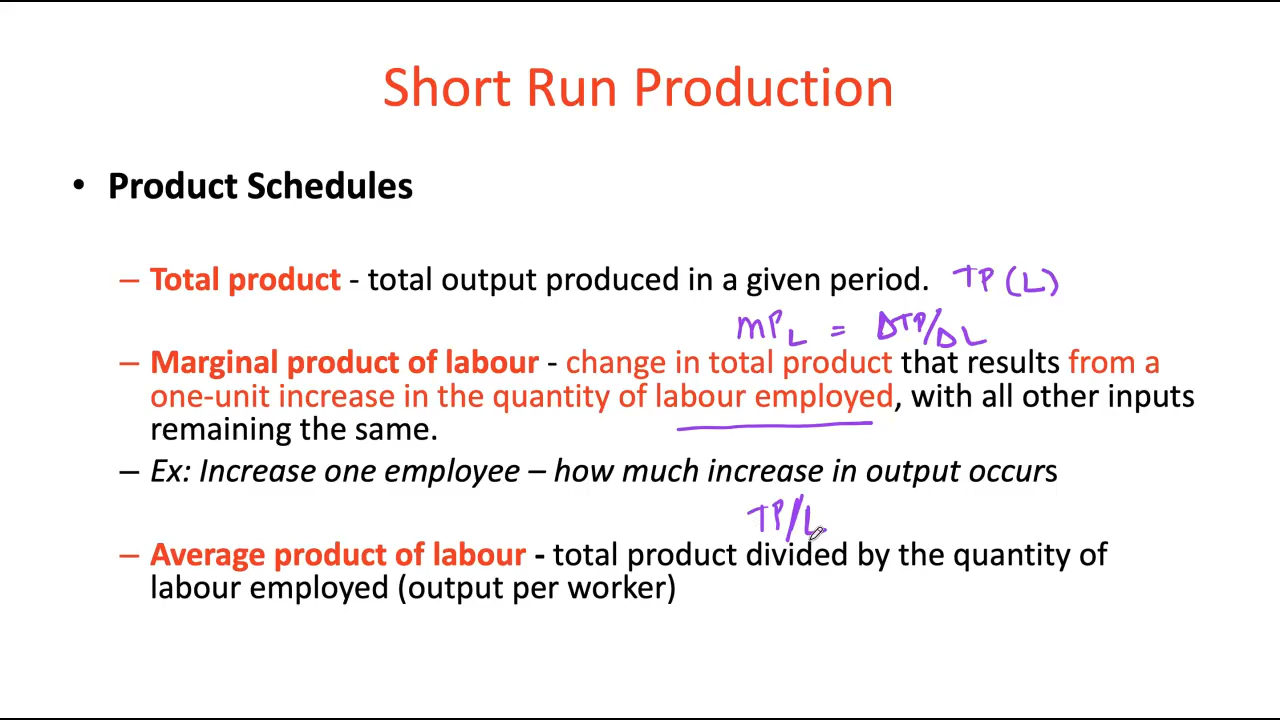 Short Run Production
• Product Schedules
– Total product - total output produced in a given period. TP (L)
MP_L = ΔTP/ΔL
– Marginal product of labour - change in total product that results from a
one-unit increase in the quantity of labour employed, with all other inputs
remaining the same.
– Ex: Increase one employee – how much increase in output occurs
TP/L
– Average product of labour - total product divided by the quantity of
labour employed (output per worker)